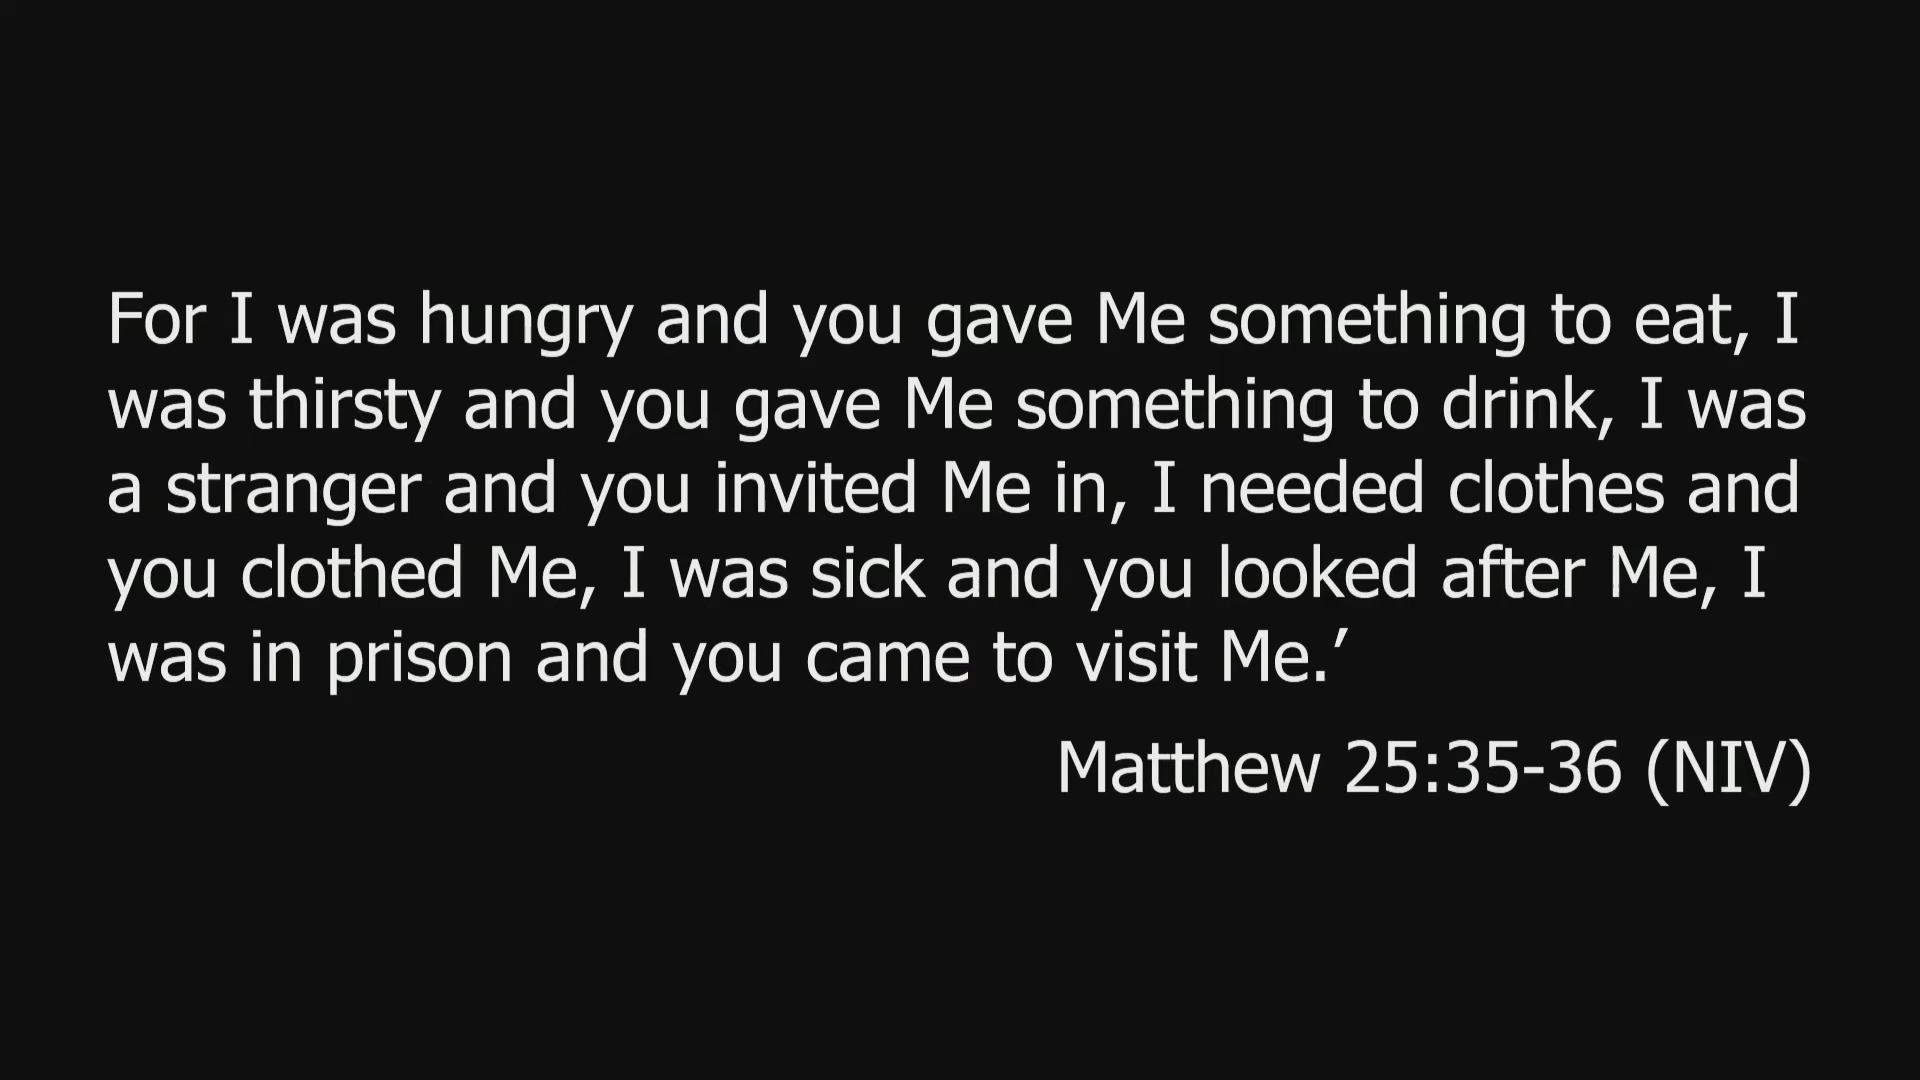 For I was hungry and you gave Me something to eat, I
was thirsty and you gave Me something to drink, I was
a stranger and you invited Me in, I needed clothes and
you clothed Me, I was sick and you looked after Me, I
was in prison and you came to visit Me.’
Matthew 25:35-36 (NIV)